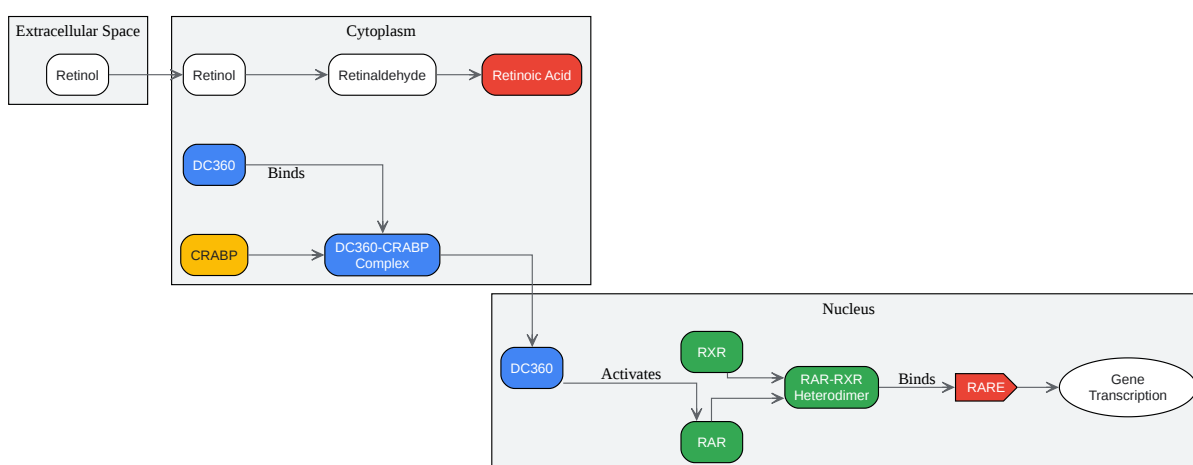 Extracellular Space
Cytoplasm
Retinol
Retinol
Retinaldehyde
Retinoic Acid
DC360
Binds
CRABP
DC360-CRABP
Complex
Nucleus
DC360
Activates
RXR
RAR
RAR-RXR
Heterodimer
Binds
RARE
Gene
Transcription